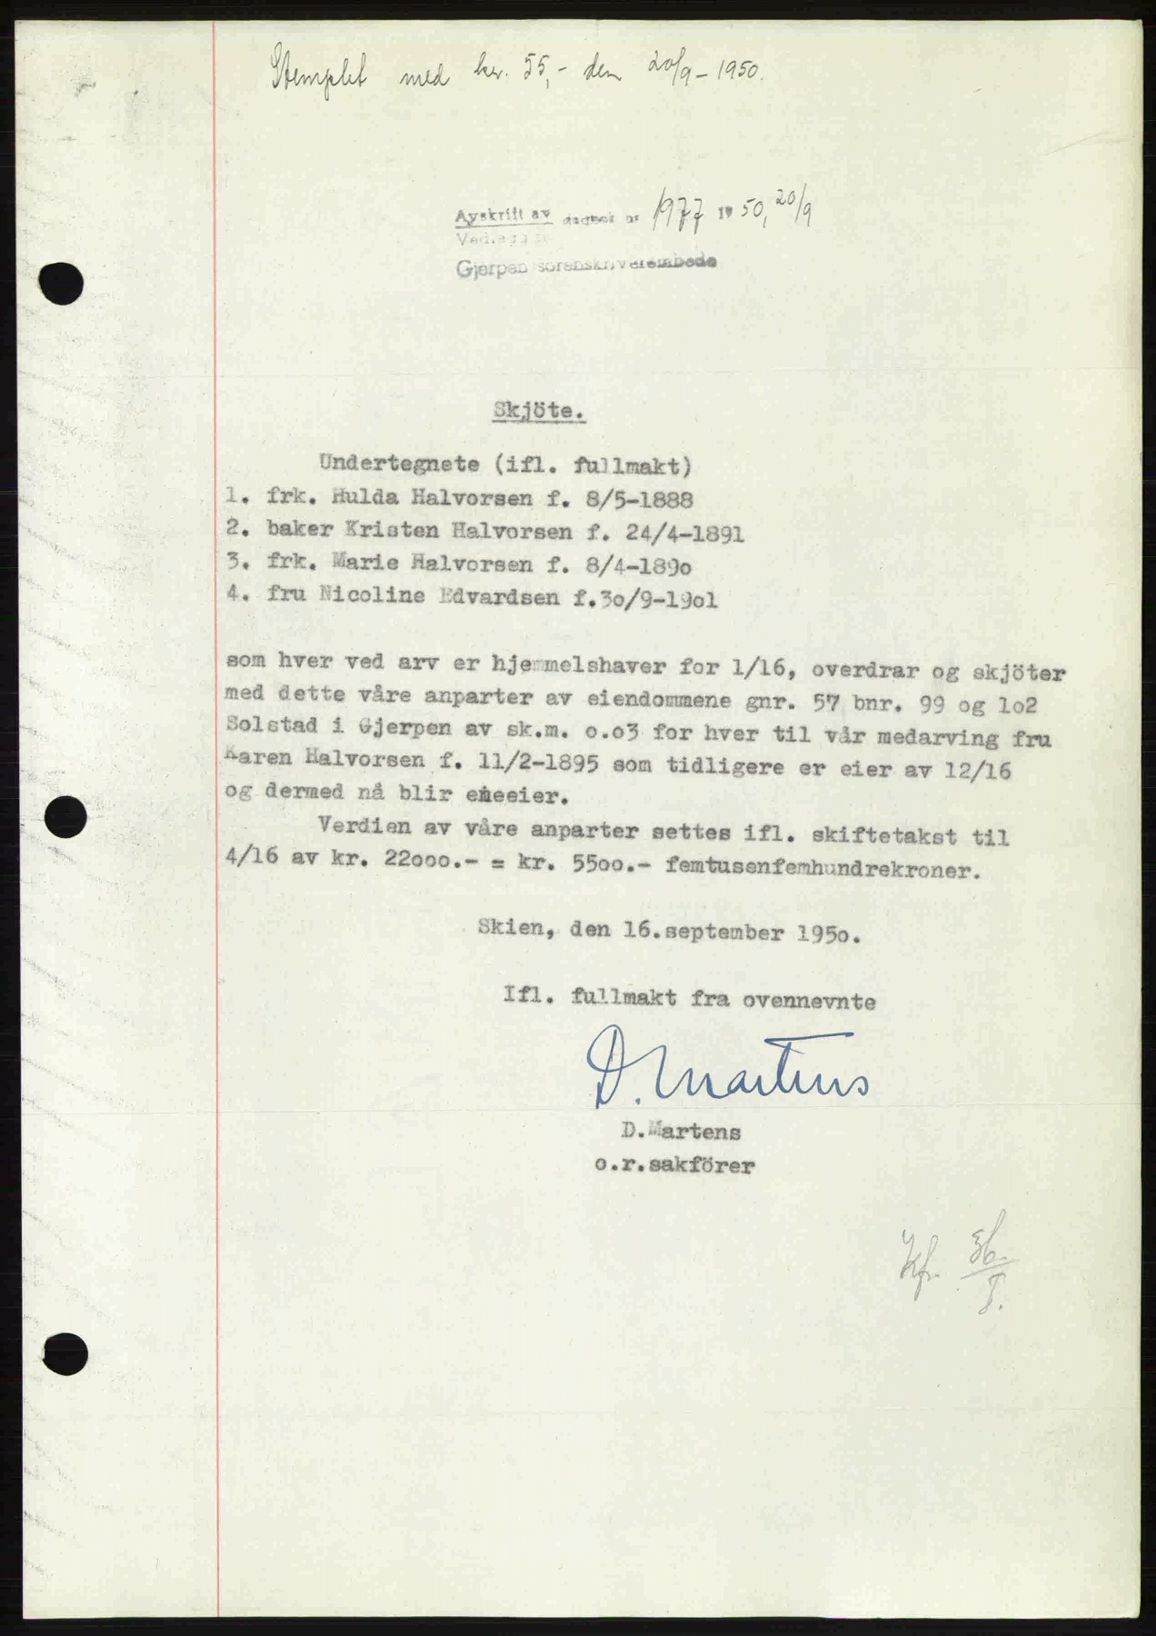 Stemplet med kr. 55,- den 20/9 - 1950.
Avskrift av dagbok nr 1977 19 50, 20/9
Vedlegg
Gjerpen sorenskriverembede
Skjöte.
Undertegnete (ifl. fullmakt)
1. frk. Hulda Halvorsen f. 8/5-1888
2. baker Kristen Halvorsen f. 24/4-1891
3. frk. Marie Halvorsen f. 8/4-189o
4. fru Nicoline Edvardsen f.3o/9-19o1
som hver ved arv er hjemmelshaver for 1/16, overdrar og skjöter
med dette våre anparter av eiendommene gnr. 57 bnr. 99 og 1o2
Solstad i Gjerpen av sk.m. o.o3 for hver til vår medarving fru
Karen Halvorsen f. 11/2-1895 som tidligere er eier av 12/16
og dermed nå blir eneeier.
Verdien av våre anparter settes ifl. skiftetakst til
4/16 av kr. 22ooo.- = kr. 55oo.- femtusenfemhundrekroner.
Skien, den 16.september 195o.
Ifl. fullmakt fra ovennevnte
D. Martens
D.Martens
o.r.sakförer